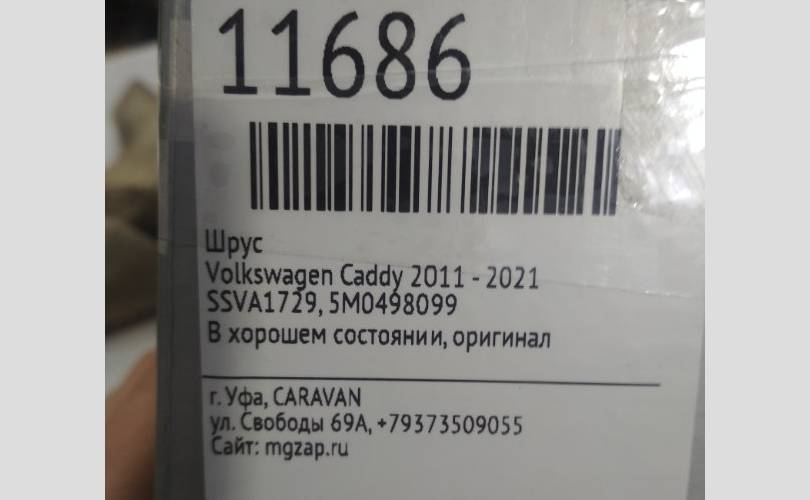 11686
Шрус
Volkswagen Caddy 2011 - 2021
SSVA1729, 5M0498099
В хорошем состоянии, оригинал
г. Уфа, CARAVAN
ул. Свободы 69А, +79373509055
Сайт: mgzap.ru